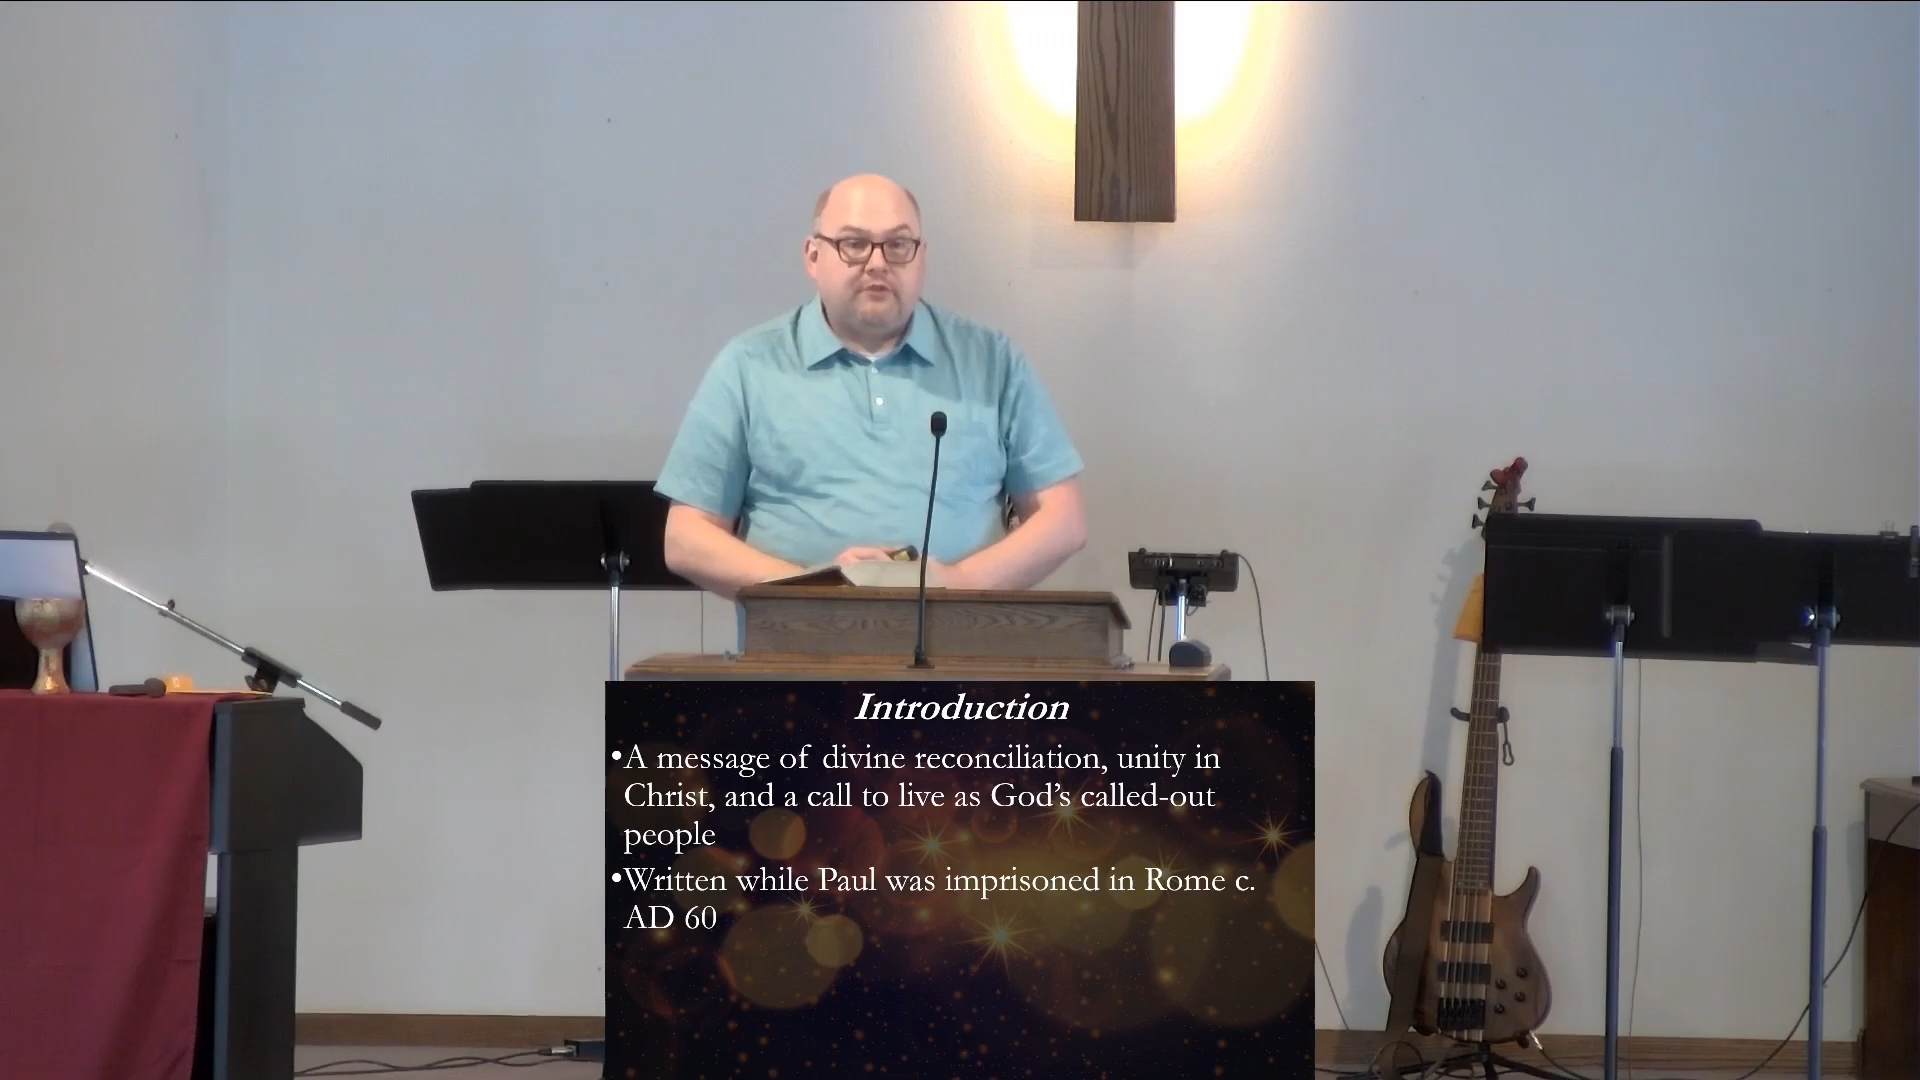 Introduction
•A message of divine reconciliation, unity in
Christ, and a call to live as God’s called-out
people
•Written while Paul was imprisoned in Rome c.
AD 60